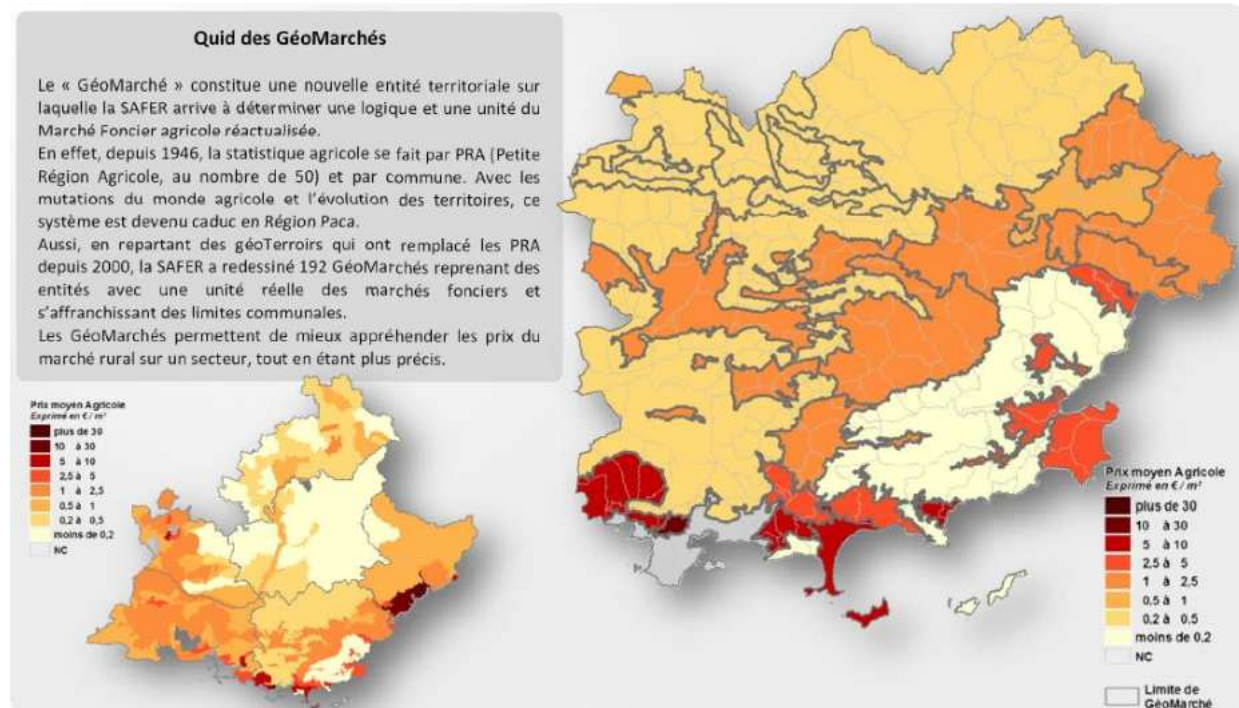 Quid des GéoMarchés
Le « GéoMarché » constitue une nouvelle entité territoriale sur
laquelle la SAFER arrive à déterminer une logique et une unité du
Marché Foncier agricole réactualisée.
En effet, depuis 1946, la statistique agricole se fait par PRA (Petite
Région Agricole, au nombre de 50) et par commune. Avec les
mutations du monde agricole et l'évolution des territoires, ce
système est devenu caduc en Région Paca.
Aussi, en repartant des géoTerroirs qui ont remplacé les PRA
depuis 2000, la SAFER a redessiné 192 GéoMarchés reprenant des
entités avec une unité réelle des marchés fonciers et
s'affranchissant des limites communales.
Les GéoMarchés permettent de mieux appréhender les prix du
marché rural sur un secteur, tout en étant plus précis.
Prix moyen Agricole
Exprimé en € / m²
plus de 30
10 à 30
5 à 10
2,5 à 5
1 à 2,5
0,5 à 1
0,2 à 0,5
moins de 0,2
NC
Prix moyen Agricole
Exprimé en € / m²
plus de 30
10 à 30
5 à 10
2,5 à 5
1 à 2,5
0,5 à 1
0,2 à 0,5
moins de 0,2
NC
Limite de
GéoMarché